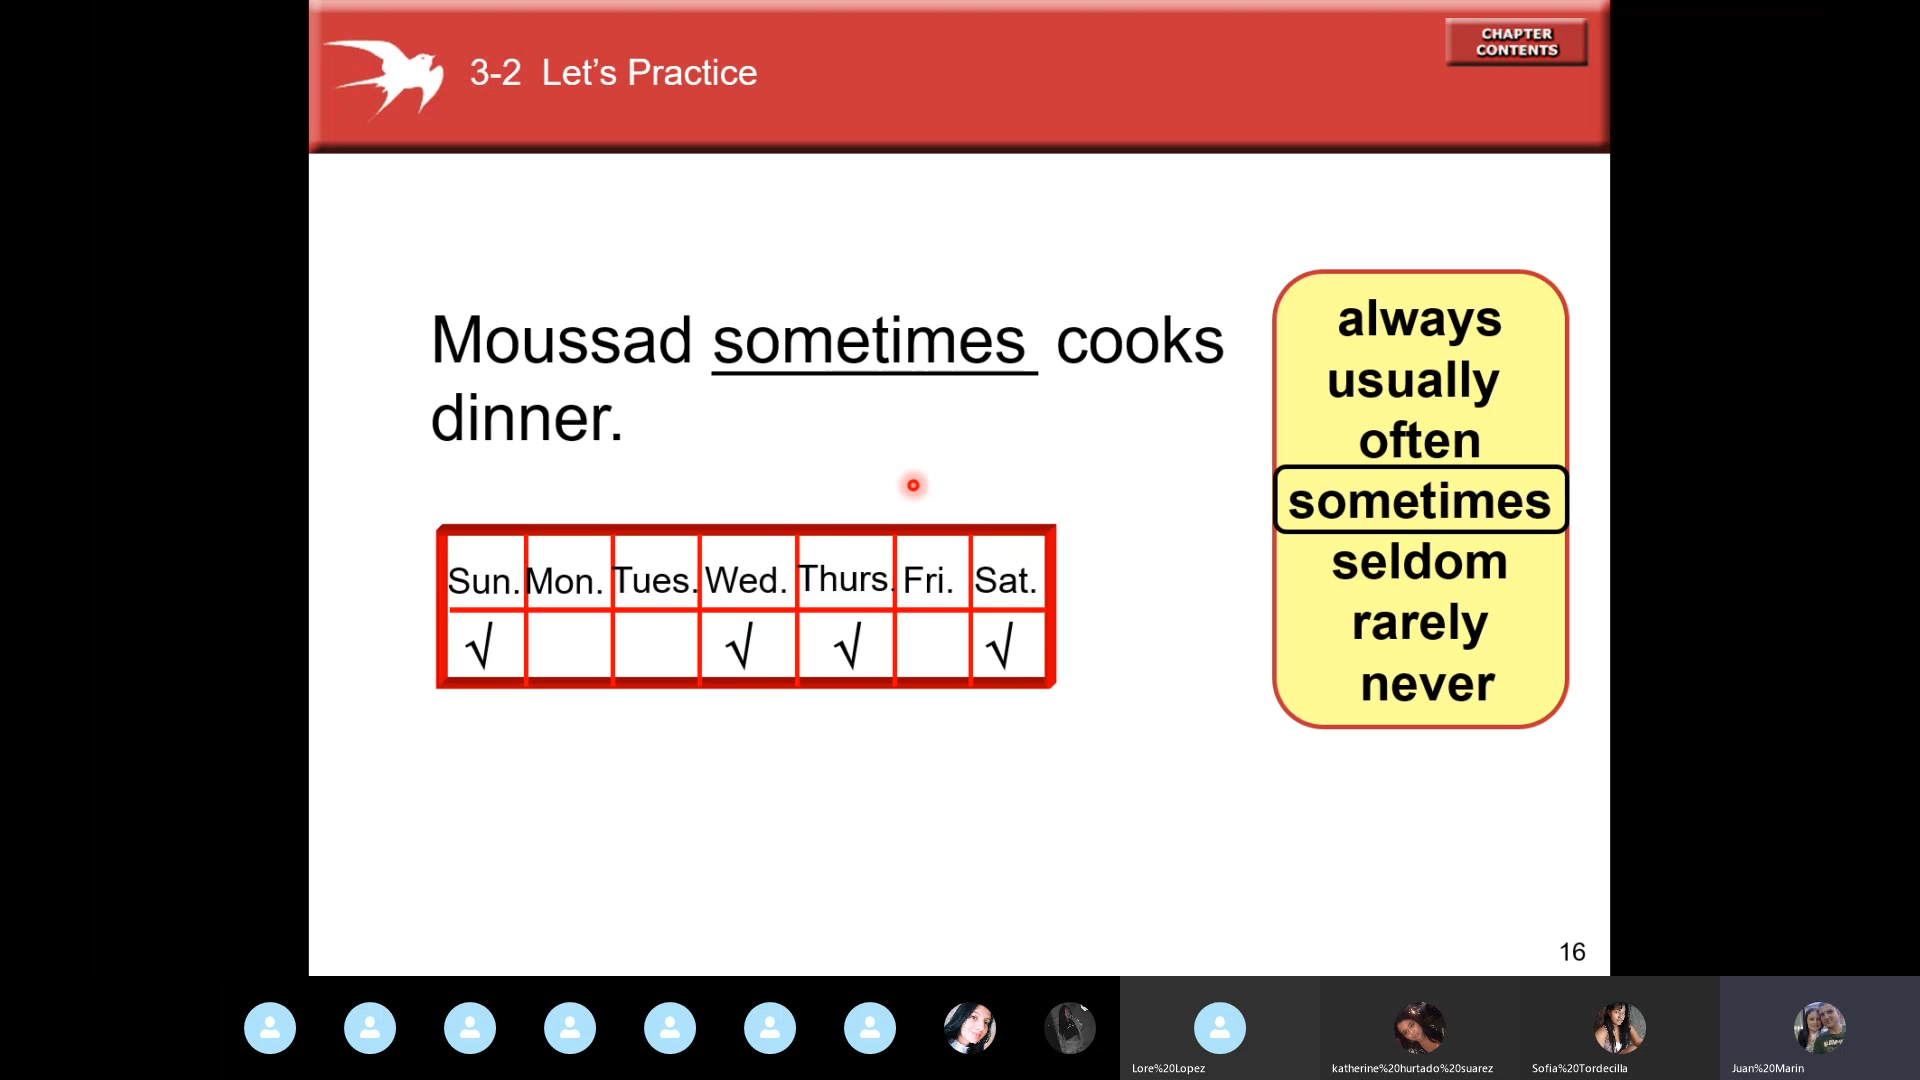 CHAPTER
CONTENTS
3-2 Let’s Practice
Moussad sometimes cooks
dinner.
always
usually
often
sometimes
seldom
rarely
never
Sun. Mon. Tues. Wed. Thurs. Fri. Sat.
√ √ √ √
16
Lore%20Lopez
katherine%20hurtado%20suarez
Sofia%20Tordecilla
Juan%20Marin